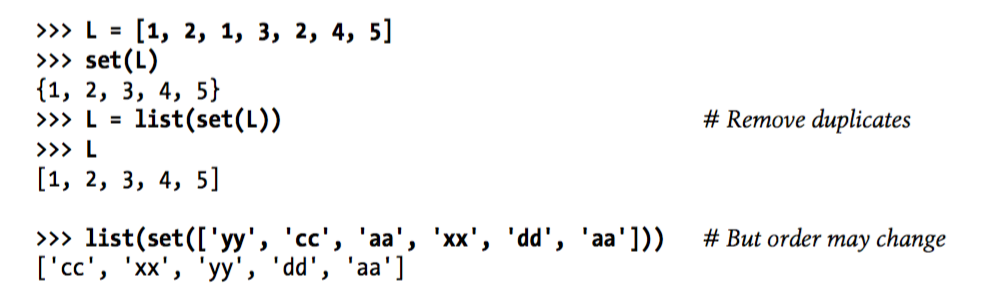 >>> L = [1, 2, 1, 3, 2, 4, 5]
>>> set(L)
{1, 2, 3, 4, 5}
>>> L = list(set(L)) # Remove duplicates
>>> L
[1, 2, 3, 4, 5]
>>> list(set(['yy', 'cc', 'aa', 'xx', 'dd', 'aa'])) # But order may change
['cc', 'xx', 'yy', 'dd', 'aa']